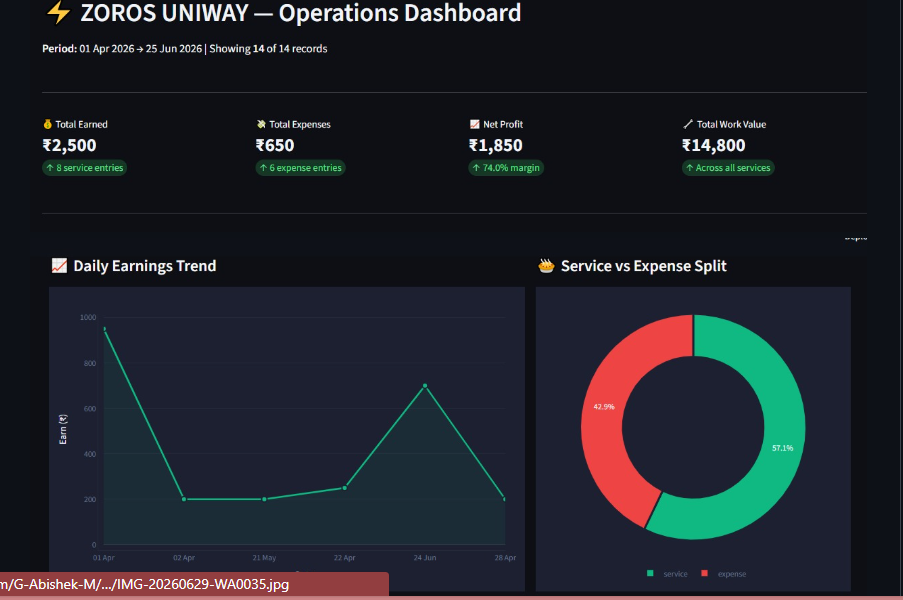 ⚡ ZOROS UNIWAY — Operations Dashboard
Period: 01 Apr 2026 → 25 Jun 2026 | Showing 14 of 14 records
💰 Total Earned
₹2,500
↑ 8 service entries
💸 Total Expenses
₹650
↑ 6 expense entries
📈 Net Profit
₹1,850
↑ 74.0% margin
Total Work Value
₹14,800
↑ Across all services
📈 Daily Earnings Trend
1000
800
600
400
200
0
Earn (₹)
01 Apr
02 Apr
21 May
22 Apr
24 Jun
28 Apr
Service vs Expense Split
42.9%
57.1%
service
expense
m/G-Abishek-M/.../IMG-20260629-WA0035.jpg